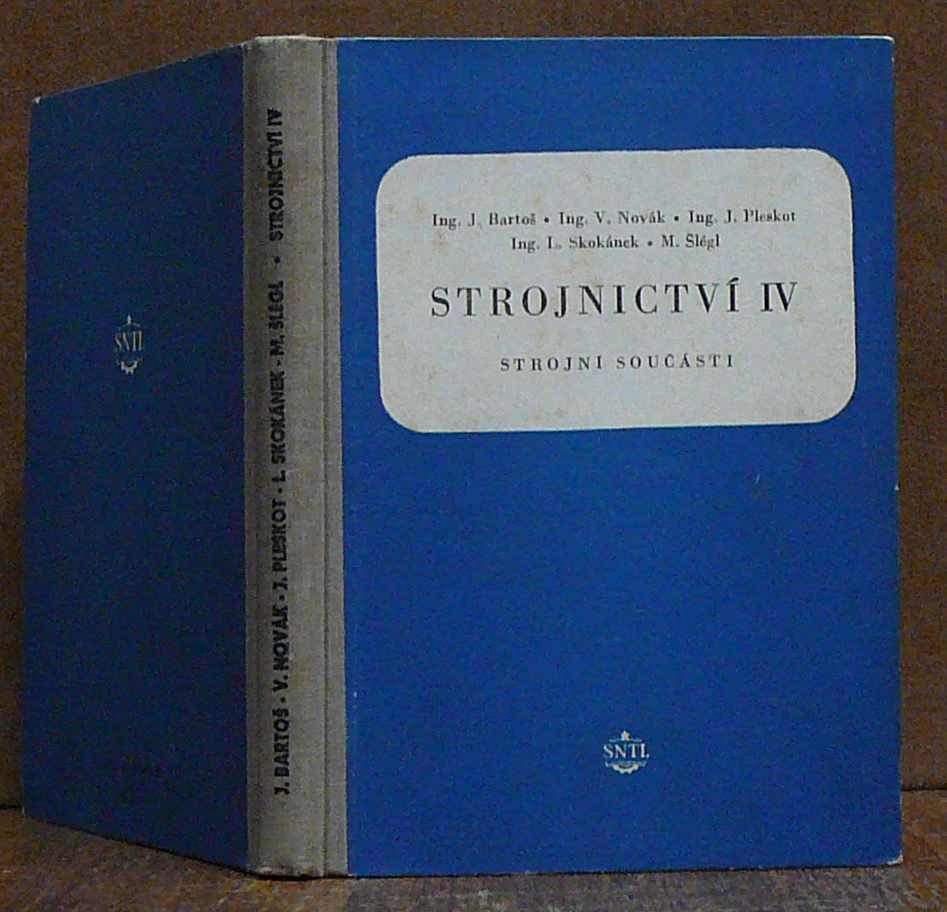 Ing. J. Bartoš • Ing. V. Novák • Ing. J. Pleskot
Ing. L. Skokánek • M. Šlégl
STROJNICTVÍ IV
STROJNÍ SOUČÁSTI
SNTL
J. BARTOŠ • V. NOVÁK • J. PLESKOT • L. SKOKÁNEK • M. ŠLÉGL • STROJNICTVÍ IV
SNTL